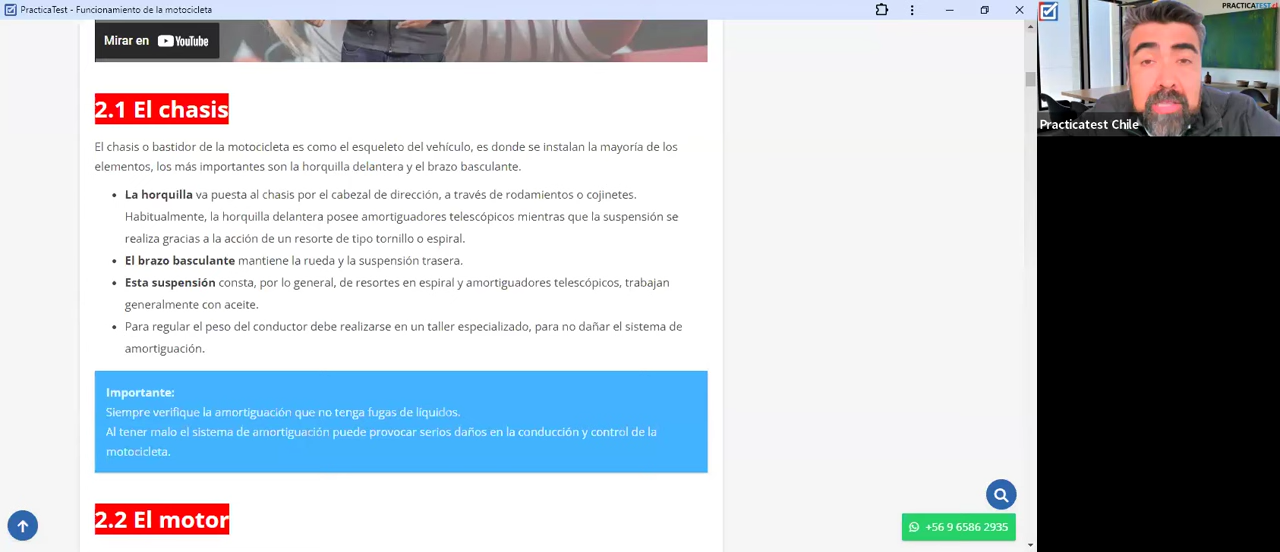 PracticaTest - Funcionamiento de la motocicleta
PRACTICATEST.cl
Mirar en YouTube
2.1 El chasis
El chasis o bastidor de la motocicleta es como el esqueleto del vehículo, es donde se instalan la mayoría de los
elementos, los más importantes son la horquilla delantera y el brazo basculante.
• La horquilla va puesta al chasis por el cabezal de dirección, a través de rodamientos o cojinetes.
Habitualmente, la horquilla delantera posee amortiguadores telescópicos mientras que la suspensión se
realiza gracias a la acción de un resorte de tipo tornillo o espiral.
• El brazo basculante mantiene la rueda y la suspensión trasera.
• Esta suspensión consta, por lo general, de resortes en espiral y amortiguadores telescópicos, trabajan
generalmente con aceite.
• Para regular el peso del conductor debe realizarse en un taller especializado, para no dañar el sistema de
amortiguación.
Importante:
Siempre verifique la amortiguación que no tenga fugas de líquidos.
Al tener malo el sistema de amortiguación puede provocar serios daños en la conducción y control de la
motocicleta.
2.2 El motor
+56 9 6586 2935
Practicatest Chile